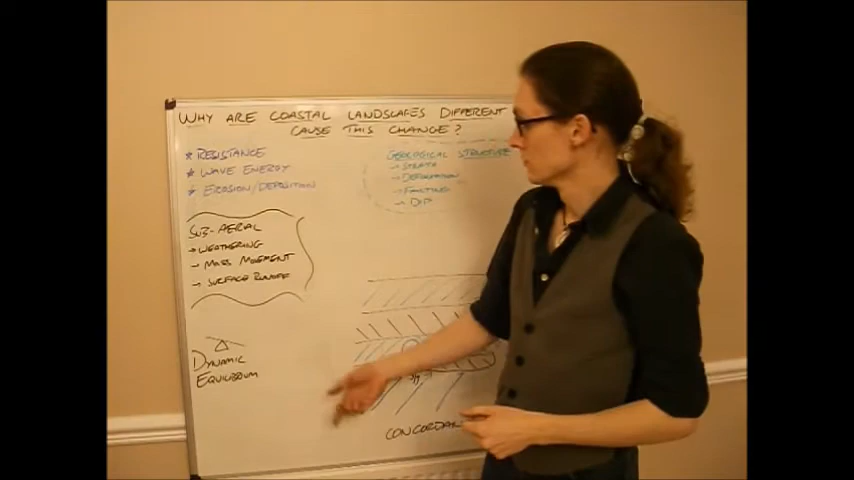 WHY ARE COASTAL LANDSCAPES DIFFERENT
CAUSE THIS CHANGE?
* RESISTANCE
* WAVE ENERGY
* EROSION/DEPOSITION
GEOLOGICAL STRUCTURE
→ STRATA
→ DEFORMATION
→ FAULTING
→ DIP
SUB-AERIAL
→ WEATHERING
→ MASS MOVEMENT
→ SURFACE RUNOFF
DYNAMIC
EQUILIBRIUM